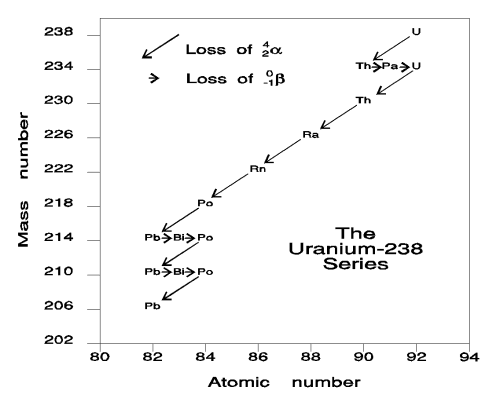 238
234
230
226
222
218
214
210
206
202
Mass number
Loss of ⁴₂α
Loss of ⁰₋₁β
U
Th Pa U
Th
Ra
Rn
Po
Pb Bi Po
Pb Bi Po
Pb
The
Uranium-238
Series
80 82 84 86 88 90 92 94
Atomic number